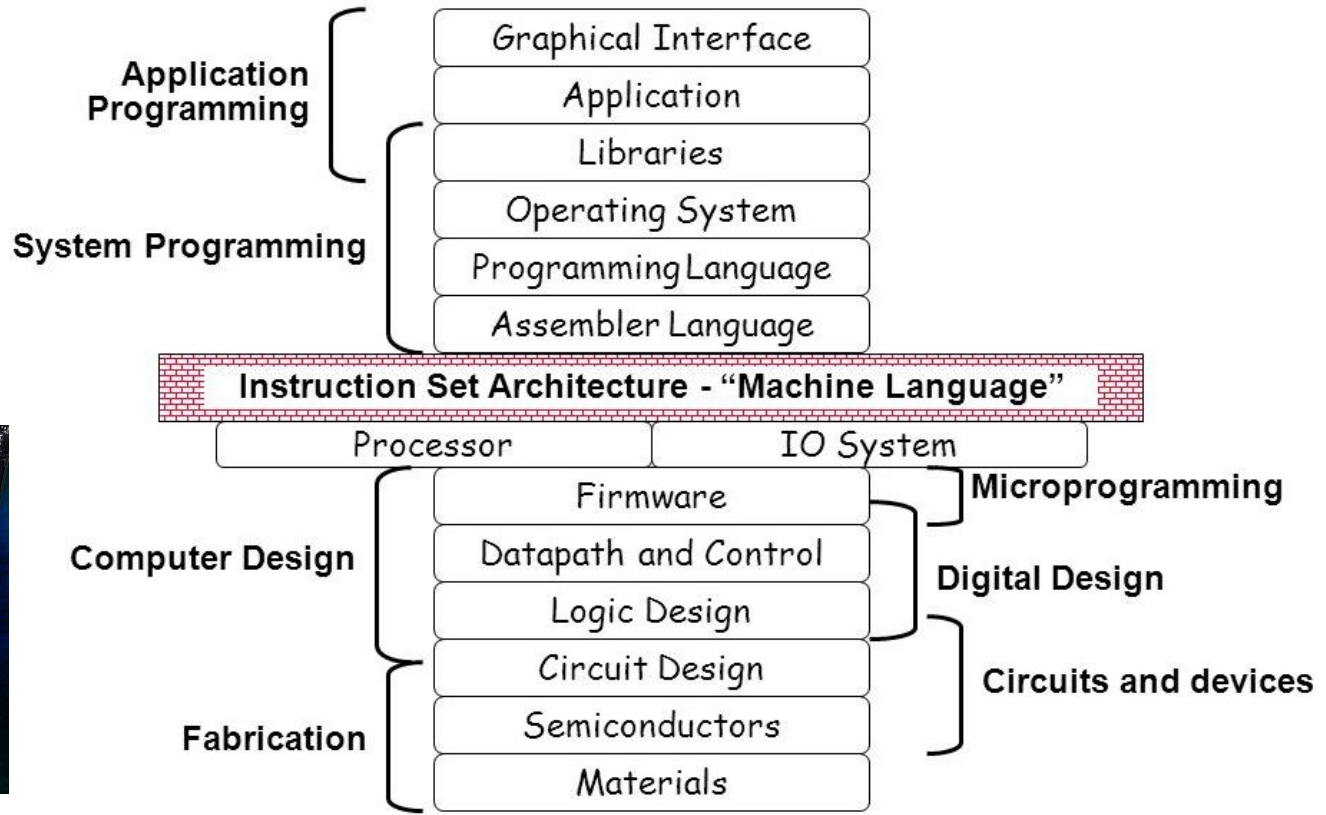 Graphical Interface
Application
Programming
Application
Libraries
Operating System
System Programming
Programming Language
Assembler Language
Instruction Set Architecture - “Machine Language”
Processor
IO System
Firmware
Microprogramming
Computer Design
Datapath and Control
Digital Design
Logic Design
Circuit Design
Circuits and devices
Semiconductors
Fabrication
Materials